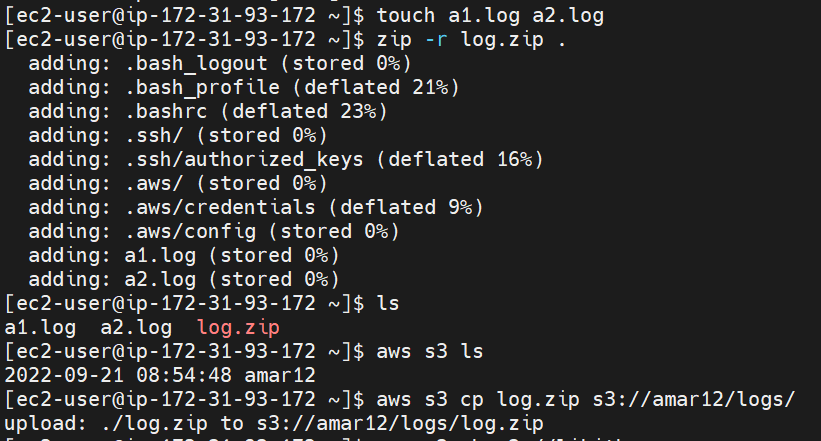 [ec2-user@ip-172-31-93-172 ~]$ touch a1.log a2.log
[ec2-user@ip-172-31-93-172 ~]$ zip -r log.zip .
  adding: .bash_logout (stored 0%)
  adding: .bash_profile (deflated 21%)
  adding: .bashrc (deflated 23%)
  adding: .ssh/ (stored 0%)
  adding: .ssh/authorized_keys (deflated 16%)
  adding: .aws/ (stored 0%)
  adding: .aws/credentials (deflated 9%)
  adding: .aws/config (stored 0%)
  adding: a1.log (stored 0%)
  adding: a2.log (stored 0%)
[ec2-user@ip-172-31-93-172 ~]$ ls
a1.log  a2.log  log.zip
[ec2-user@ip-172-31-93-172 ~]$ aws s3 ls
2022-09-21 08:54:48 amar12
[ec2-user@ip-172-31-93-172 ~]$ aws s3 cp log.zip s3://amar12/logs/
upload: ./log.zip to s3://amar12/logs/log.zip